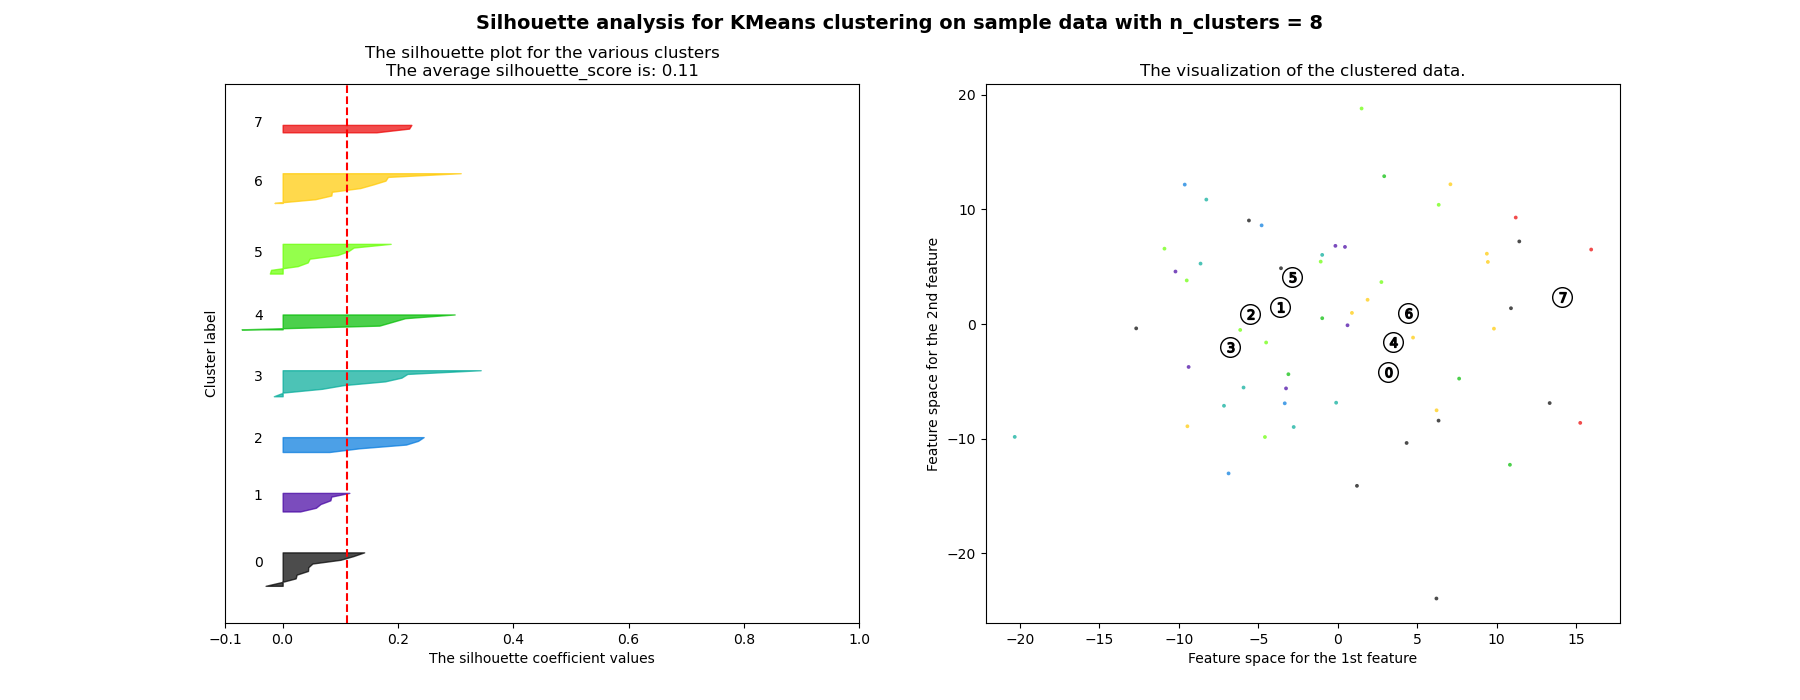 Silhouette analysis for KMeans clustering on sample data with n_clusters = 8
The silhouette plot for the various clusters
The average silhouette_score is: 0.11
7
6
5
4
3
2
1
0
Cluster label
−0.1 0.0 0.2 0.4 0.6 0.8 1.0
The silhouette coefficient values
The visualization of the clustered data.
20
10
0
−10
−20
Feature space for the 2nd feature
5
7
1
6
2
4
3
0
−20 −15 −10 −5 0 5 10 15
Feature space for the 1st feature